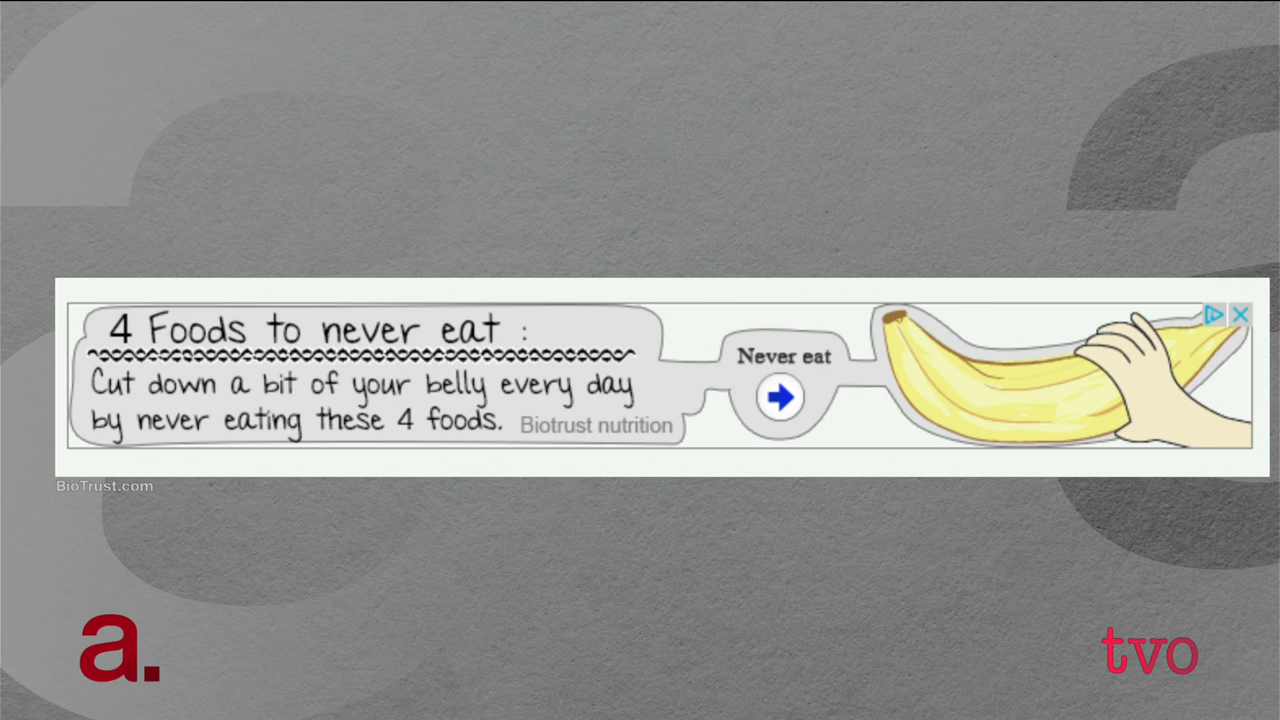 4 Foods to never eat :
Cut down a bit of your belly every day
by never eating these 4 foods. Biotrust nutrition
Never eat
BioTrust.com
a.
tvo